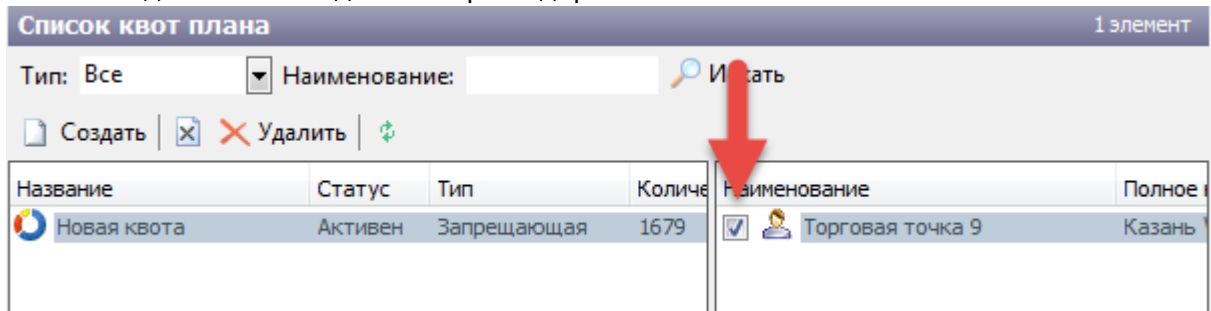 Список квот плана 1 элемент
Тип: Все Наименование: Искать
Создать Удалить
Название Статус Тип Количе Наименование Полное
Новая квота Активен Запрещающая 1679 Торговая точка 9 Казань